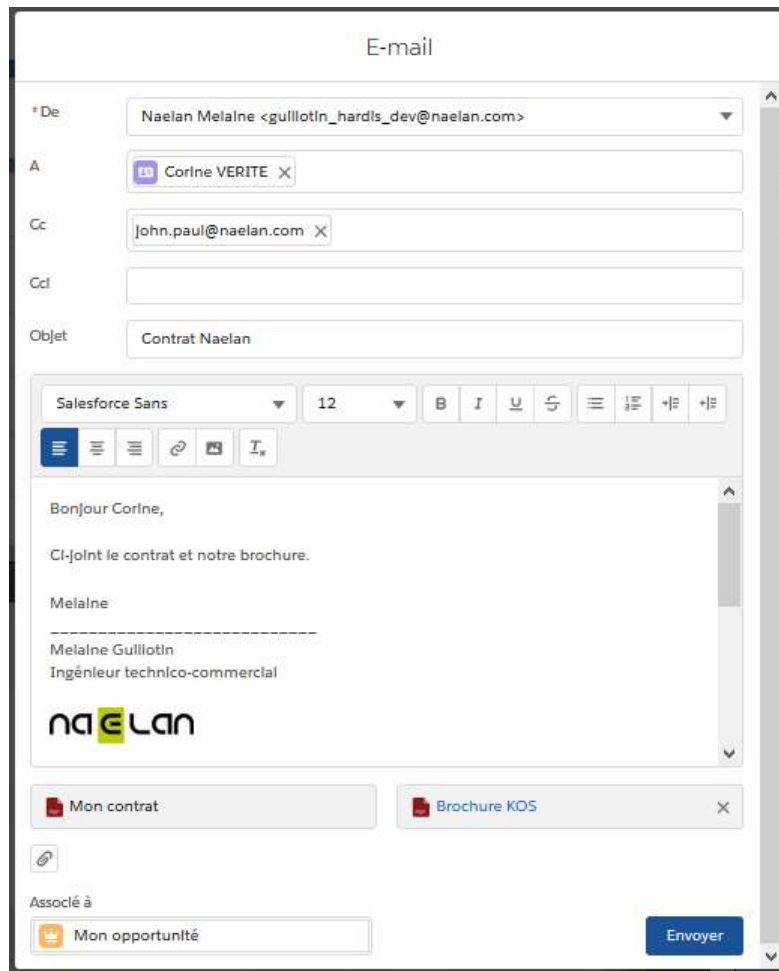 E-mail
* De
Naelan Melaine <guillotin_hardis_dev@naelan.com>
A
Corine VERITE
Cc
john.paul@naelan.com
Cci
Objet
Contrat Naelan
Salesforce Sans
12
B I U S
Bonjour Corine,
Ci-joint le contrat et notre brochure.
Melaine
____________________________
Melaine Guillotin
Ingénieur technico-commercial
naelan
Mon contrat
Brochure KOS
Associé à
Mon opportunité
Envoyer